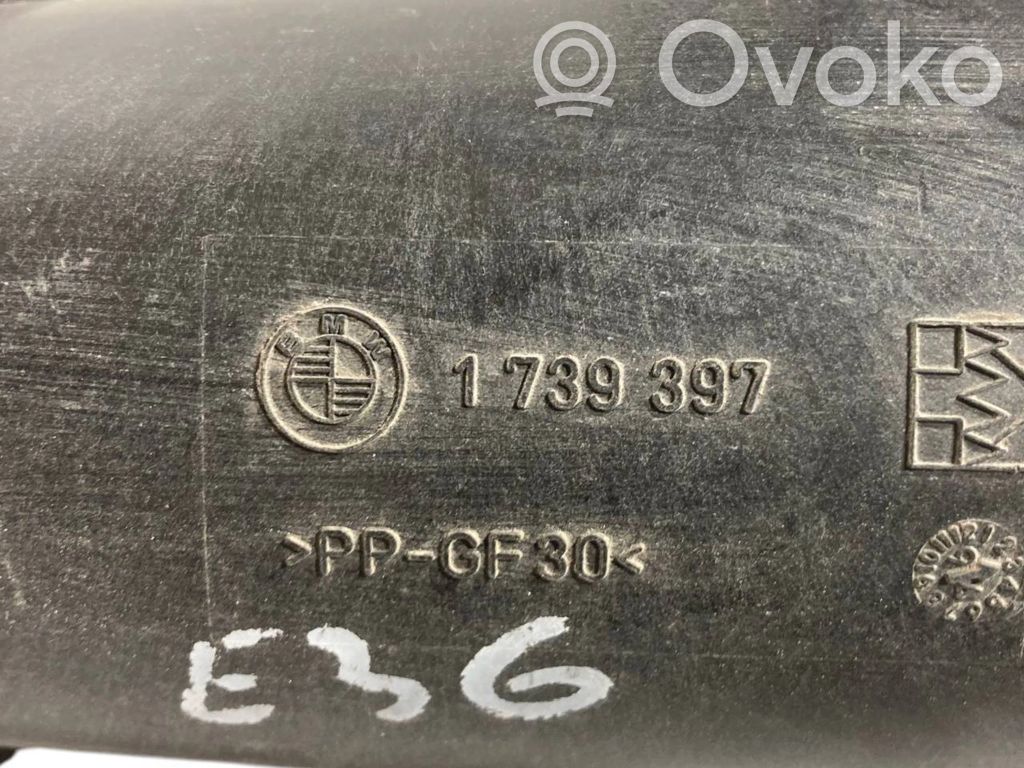 Ovoko
BMW
1 739 397
>PP-GF30<
E36